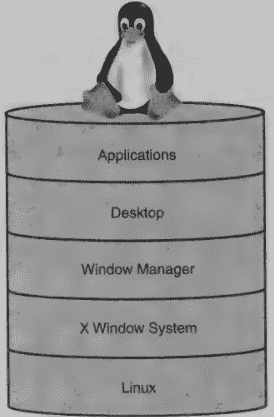 Applications
Desktop
Window Manager
X Window System
Linux